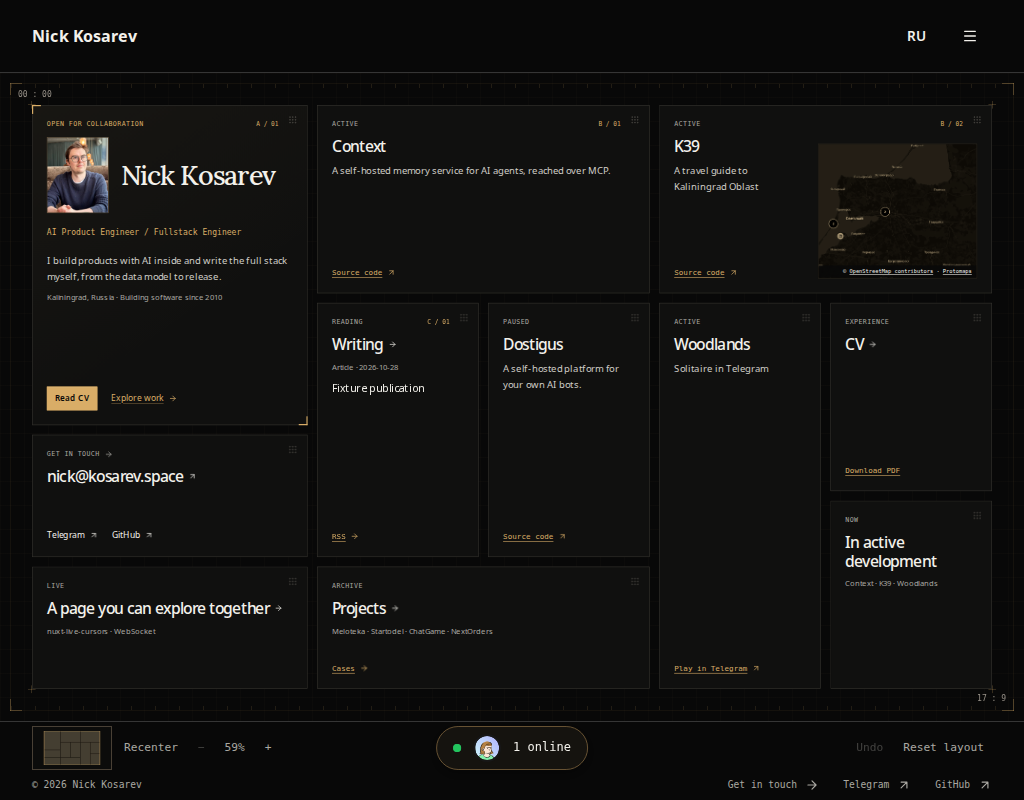 Nick Kosarev
RU
00 : 00
OPEN FOR COLLABORATION
A / 01
Nick Kosarev
AI Product Engineer / Fullstack Engineer
I build products with AI inside and write the full stack
myself, from the data model to release.
Kaliningrad, Russia · Building software since 2010
Read CV
Explore work →
ACTIVE
B / 01
Context
A self-hosted memory service for AI agents, reached over MCP.
Source code ↗
ACTIVE
B / 02
K39
A travel guide to
Kaliningrad Oblast
Source code ↗
© OpenStreetMap contributors · Protomaps
READING
C / 01
Writing →
Article · 2026-10-28
Fixture publication
RSS →
PAUSED
Dostigus
A self-hosted platform for
your own AI bots.
Source code ↗
ACTIVE
Woodlands
Solitaire in Telegram
Play in Telegram ↗
EXPERIENCE
CV →
Download PDF
GET IN TOUCH →
nick@kosarev.space ↗
Telegram ↗ GitHub ↗
NOW
In active
development
Context · K39 · Woodlands
LIVE
A page you can explore together →
nuxt-live-cursors · WebSocket
ARCHIVE
Projects →
Meloteka · Startodel · ChatGame · NextOrders
Cases →
17 : 9
Recenter − 59% +
1 online
Undo Reset layout
© 2026 Nick Kosarev
Get in touch → Telegram ↗ GitHub ↗